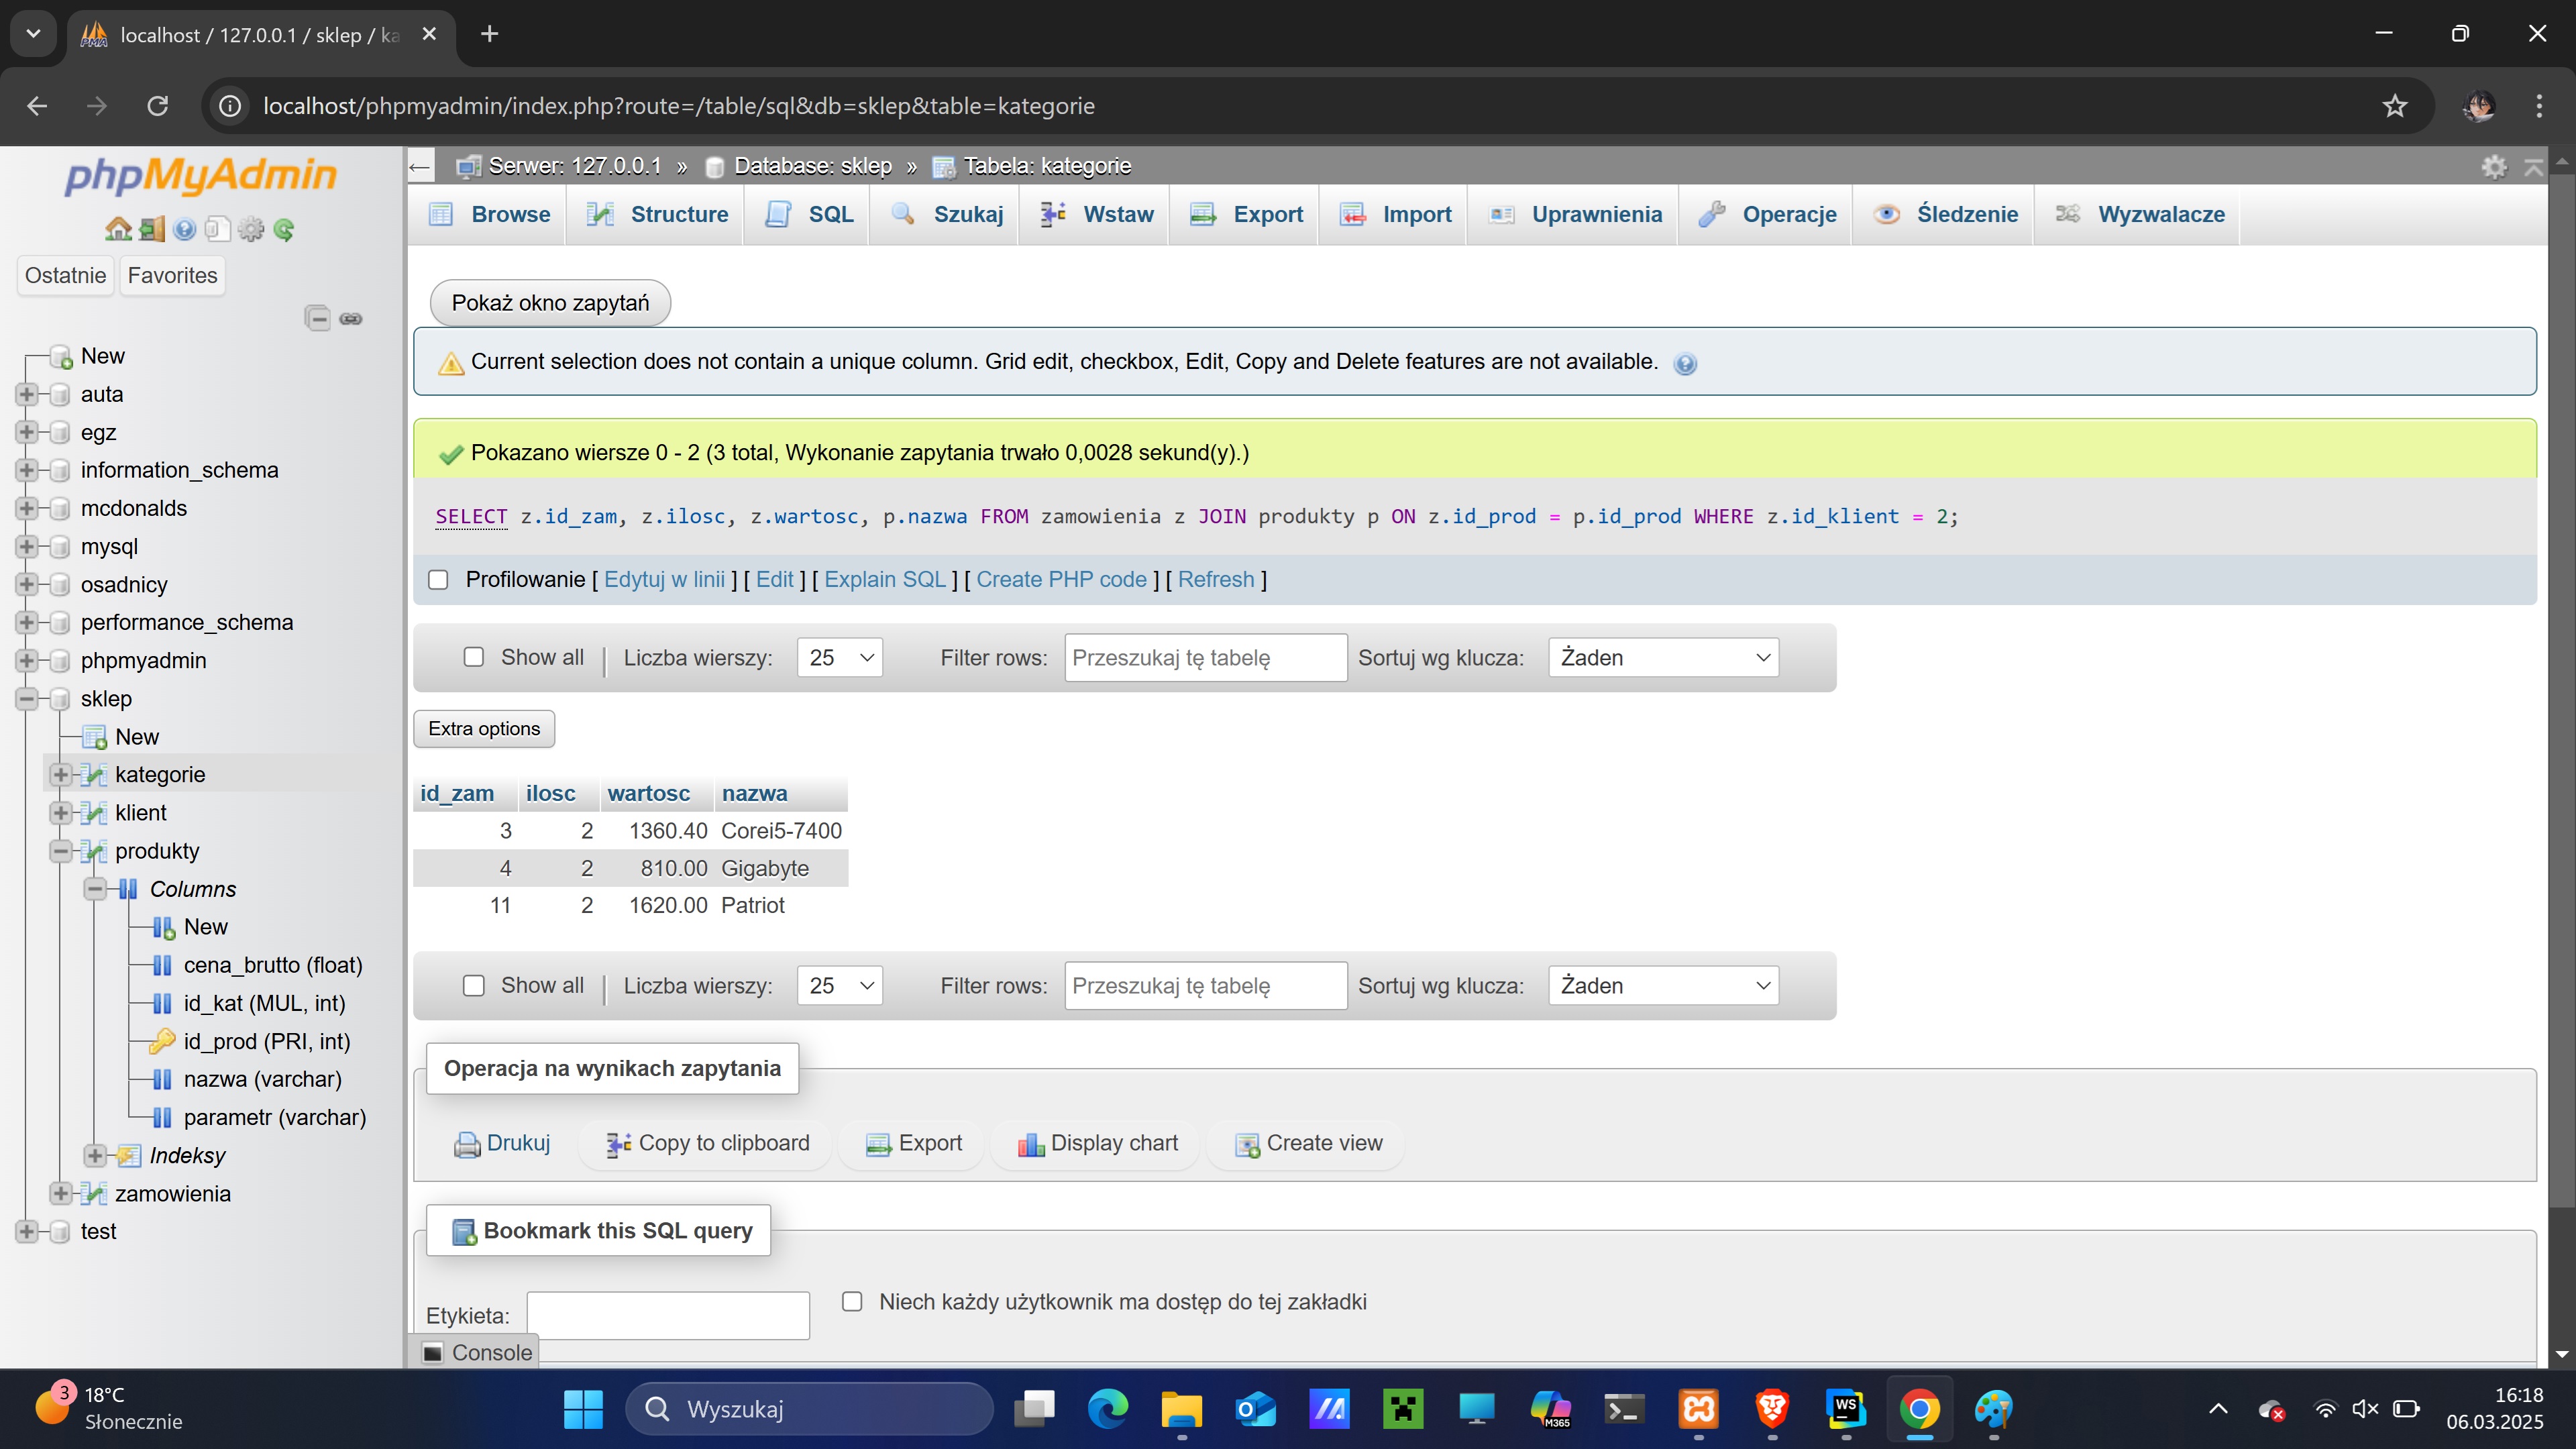 localhost / 127.0.0.1 / sklep / ka
localhost/phpmyadmin/index.php?route=/table/sql&db=sklep&table=kategorie
phpMyAdmin
Ostatnie Favorites
New
auta
egz
information_schema
mcdonalds
mysql
osadnicy
performance_schema
phpmyadmin
sklep
New
kategorie
klient
produkty
Columns
New
cena_brutto (float)
id_kat (MUL, int)
id_prod (PRI, int)
nazwa (varchar)
parametr (varchar)
Indeksy
zamowienia
test
Serwer: 127.0.0.1 » Database: sklep » Tabela: kategorie
Browse Structure SQL Szukaj Wstaw Export Import Uprawnienia Operacje Śledzenie Wyzwalacze
Pokaż okno zapytań
Current selection does not contain a unique column. Grid edit, checkbox, Edit, Copy and Delete features are not available.
Pokazano wiersze 0 - 2 (3 total, Wykonanie zapytania trwało 0,0028 sekund(y).)
SELECT z.id_zam, z.ilosc, z.wartosc, p.nazwa FROM zamowienia z JOIN produkty p ON z.id_prod = p.id_prod WHERE z.id_klient = 2;
Profilowanie [ Edytuj w linii ] [ Edit ] [ Explain SQL ] [ Create PHP code ] [ Refresh ]
Show all | Liczba wierszy: 25 Filter rows: Przeszukaj tę tabelę Sortuj wg klucza: Żaden
Extra options
id_zam ilosc wartosc nazwa
3 2 1360.40 Corei5-7400
4 2 810.00 Gigabyte
11 2 1620.00 Patriot
Show all | Liczba wierszy: 25 Filter rows: Przeszukaj tę tabelę Sortuj wg klucza: Żaden
Operacja na wynikach zapytania
Drukuj Copy to clipboard Export Display chart Create view
Bookmark this SQL query
Etykieta: Niech każdy użytkownik ma dostęp do tej zakładki
Console
3 18°C
Słonecznie
Wyszukaj
M365
WS
16:18
06.03.2025